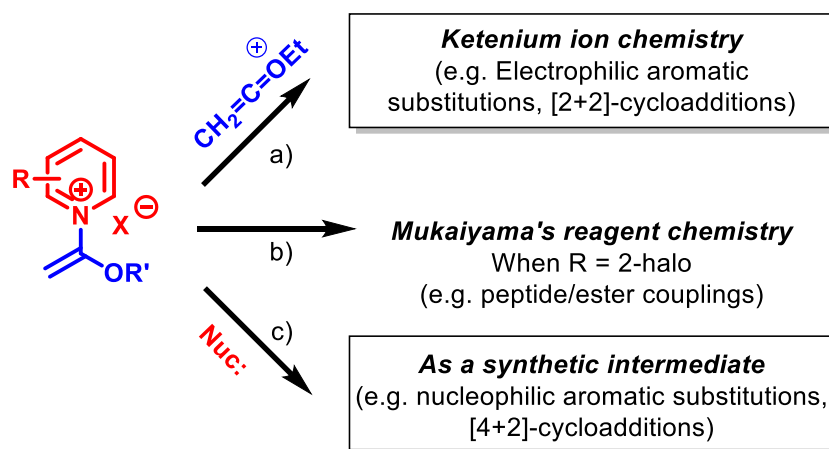 CH2=C=OEt
⊕
Ketenium ion chemistry
(e.g. Electrophilic aromatic
substitutions, [2+2]-cycloadditions)
a)
R
⊕
N
X ⊖
OR'
b)
Mukaiyama's reagent chemistry
When R = 2-halo
(e.g. peptide/ester couplings)
c)
Nuc:
As a synthetic intermediate
(e.g. nucleophilic aromatic substitutions,
[4+2]-cycloadditions)